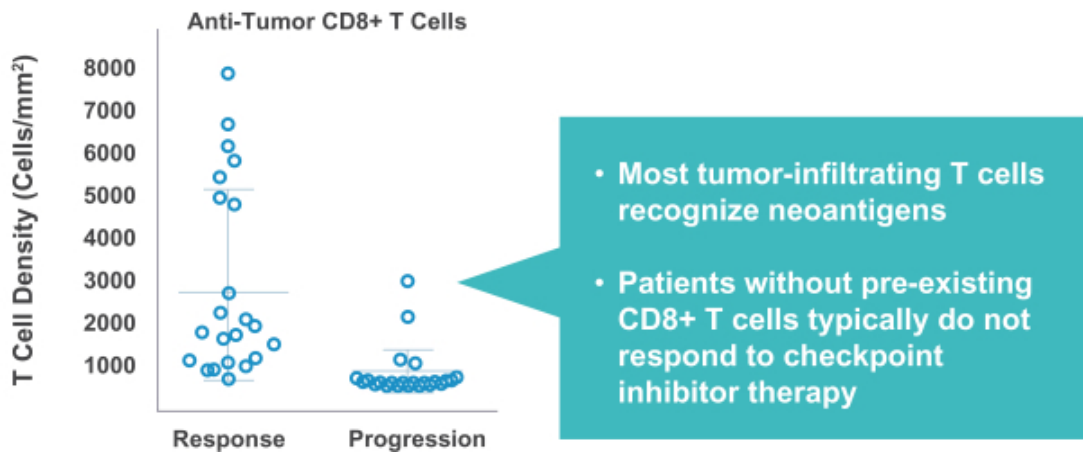 Anti-Tumor CD8+ T Cells
T Cell Density (Cells/mm²)
8000
7000
6000
5000
4000
3000
2000
1000
Response
Progression
• Most tumor-infiltrating T cells
recognize neoantigens
• Patients without pre-existing
CD8+ T cells typically do not
respond to checkpoint
inhibitor therapy